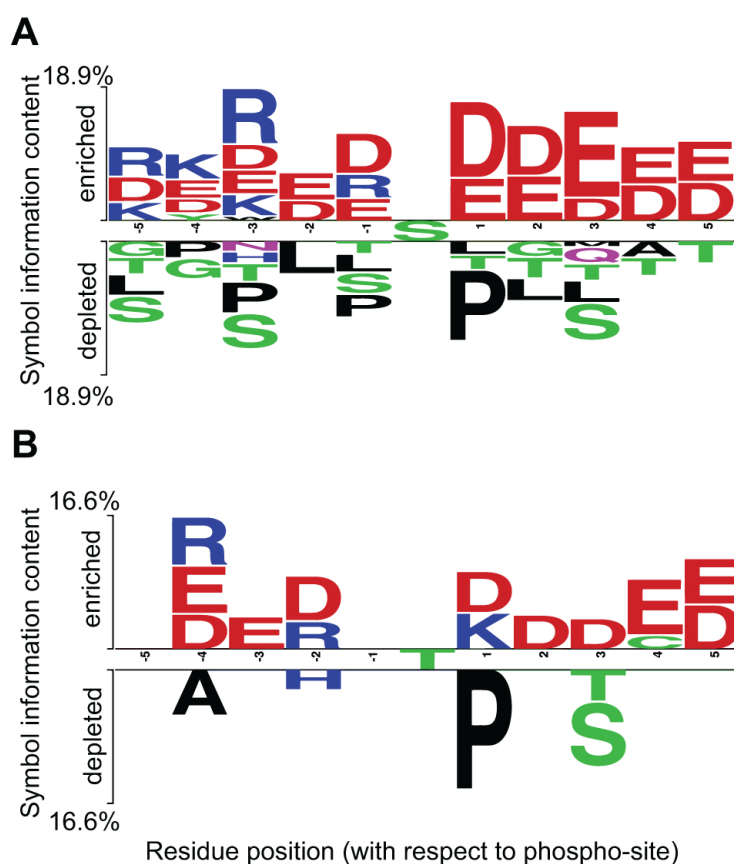 A
18.9%
Symbol information content
enriched
depleted
R K R E D D D E E E
D E D D R E E D D D
K D E E
Y K
-5 -4 -3 -2 -1 S 1 2 3 4 5
G P N L T L G M A T
T G H L T T Q T
L T S P L T
S P P L
S S
18.9%
B
16.6%
Symbol information content
enriched
depleted
R E D D D D E E
E R K C D
D
-5 -4 -3 -2 -1 T 1 2 3 4 5
A H P T
S
16.6%
Residue position (with respect to phospho-site)